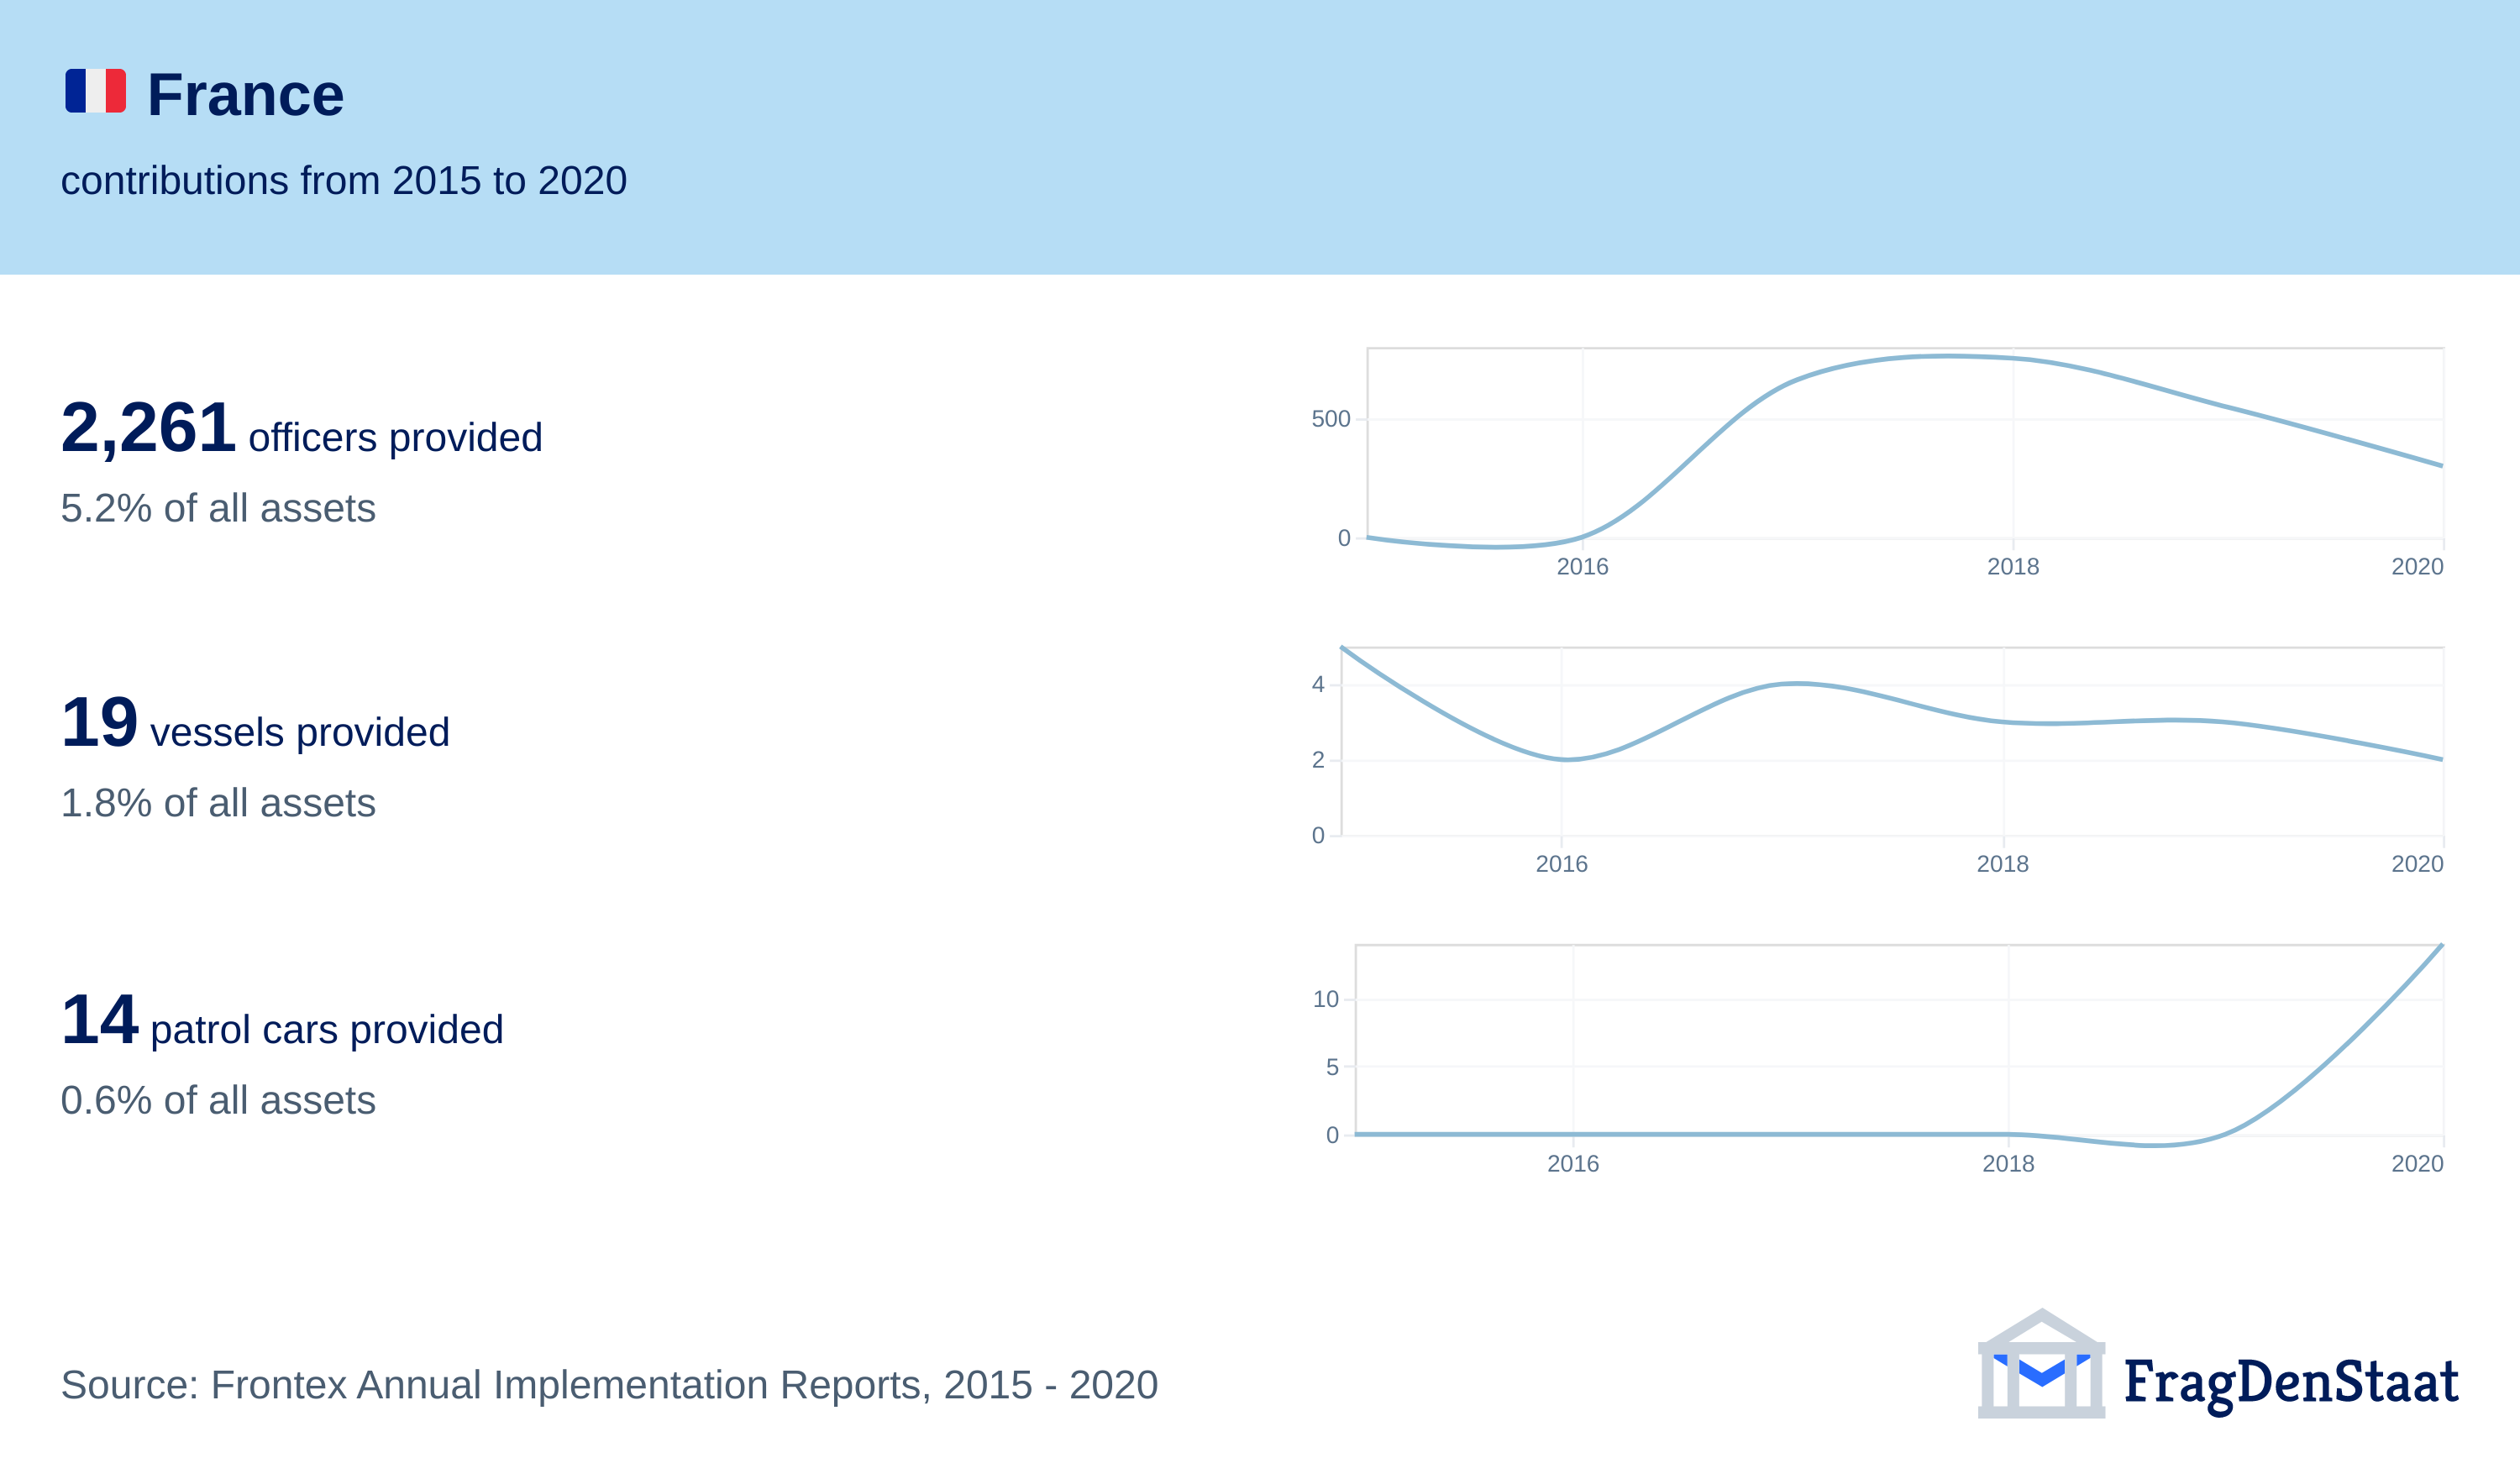 France
contributions from 2015 to 2020
2,261 officers provided
5.2% of all assets
500
0
2016 2018 2020
19 vessels provided
1.8% of all assets
4
2
0
2016 2018 2020
14 patrol cars provided
0.6% of all assets
10
5
0
2016 2018 2020
Source: Frontex Annual Implementation Reports, 2015 - 2020
FragDenStaat